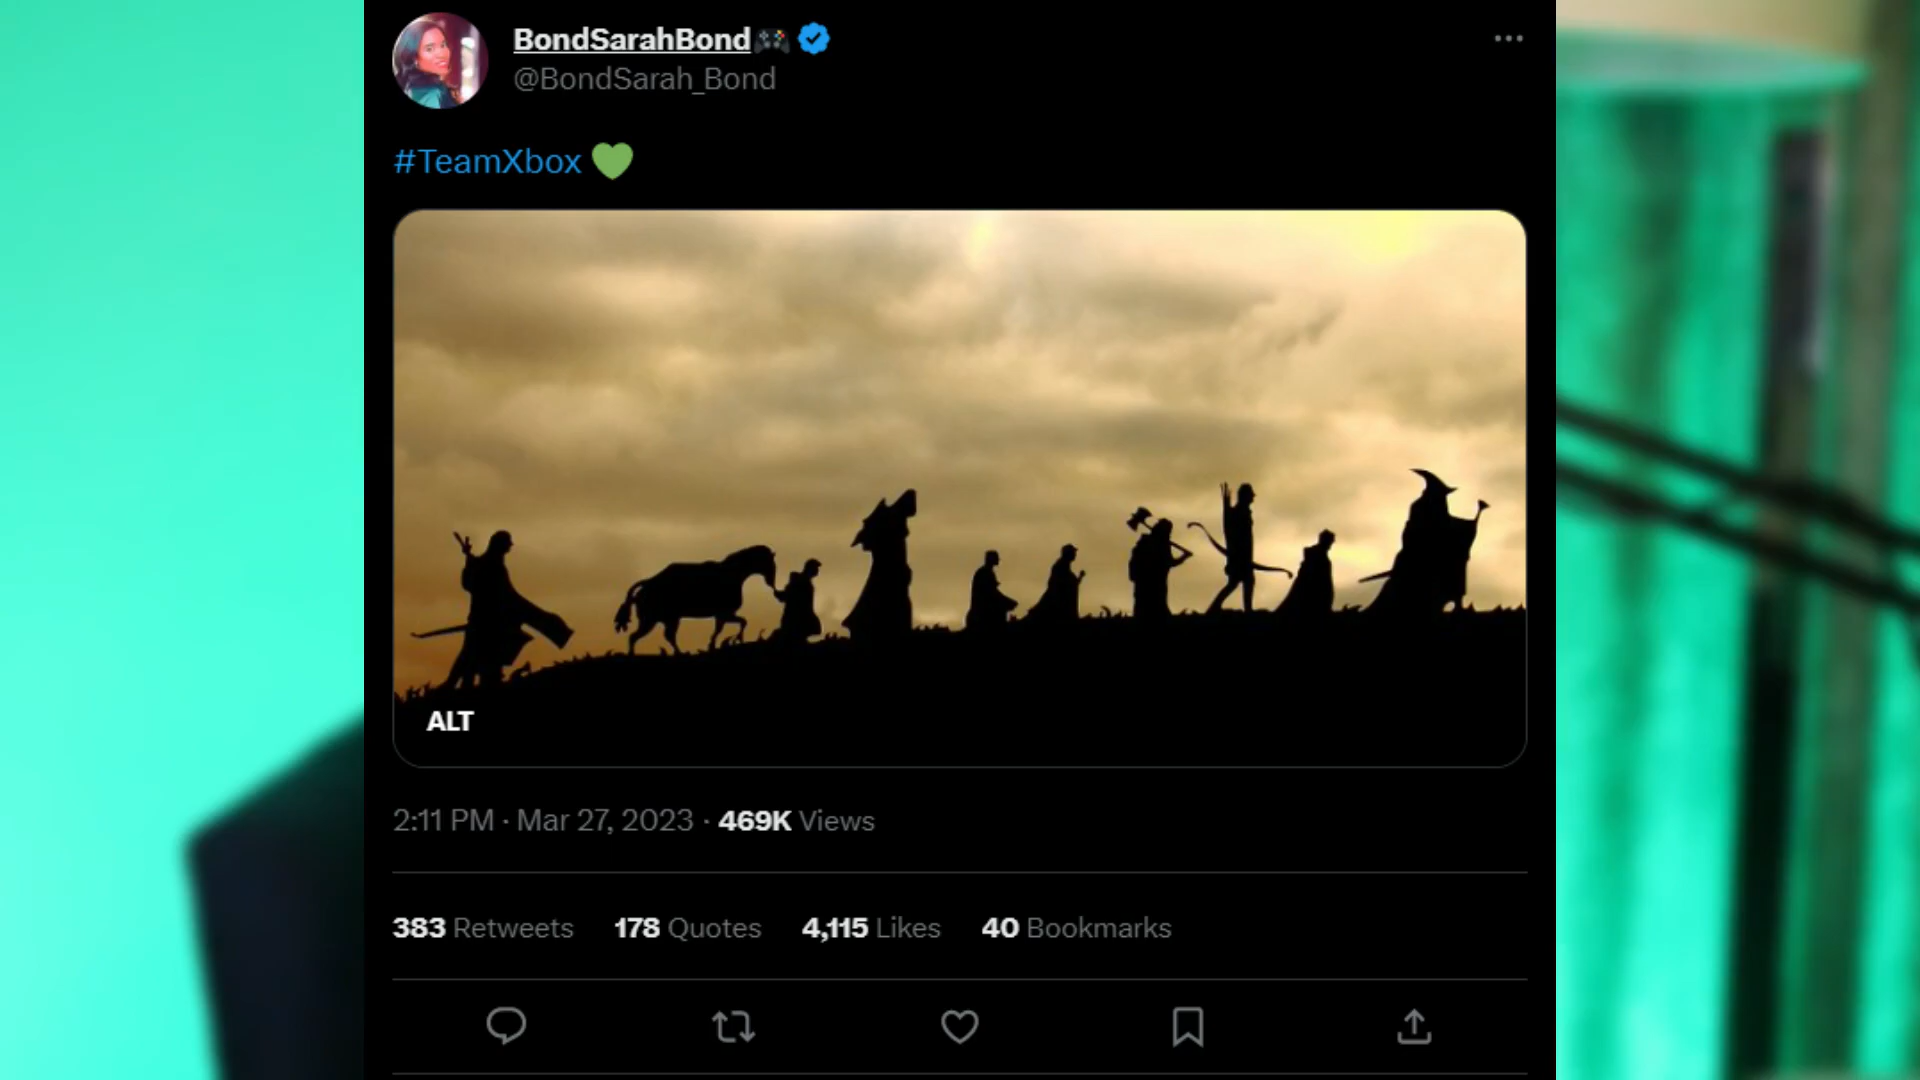 BondSarahBond🎮
@BondSarah_Bond
#TeamXbox 💚
ALT
2:11 PM · Mar 27, 2023 · 469K Views
383 Retweets 178 Quotes 4,115 Likes 40 Bookmarks